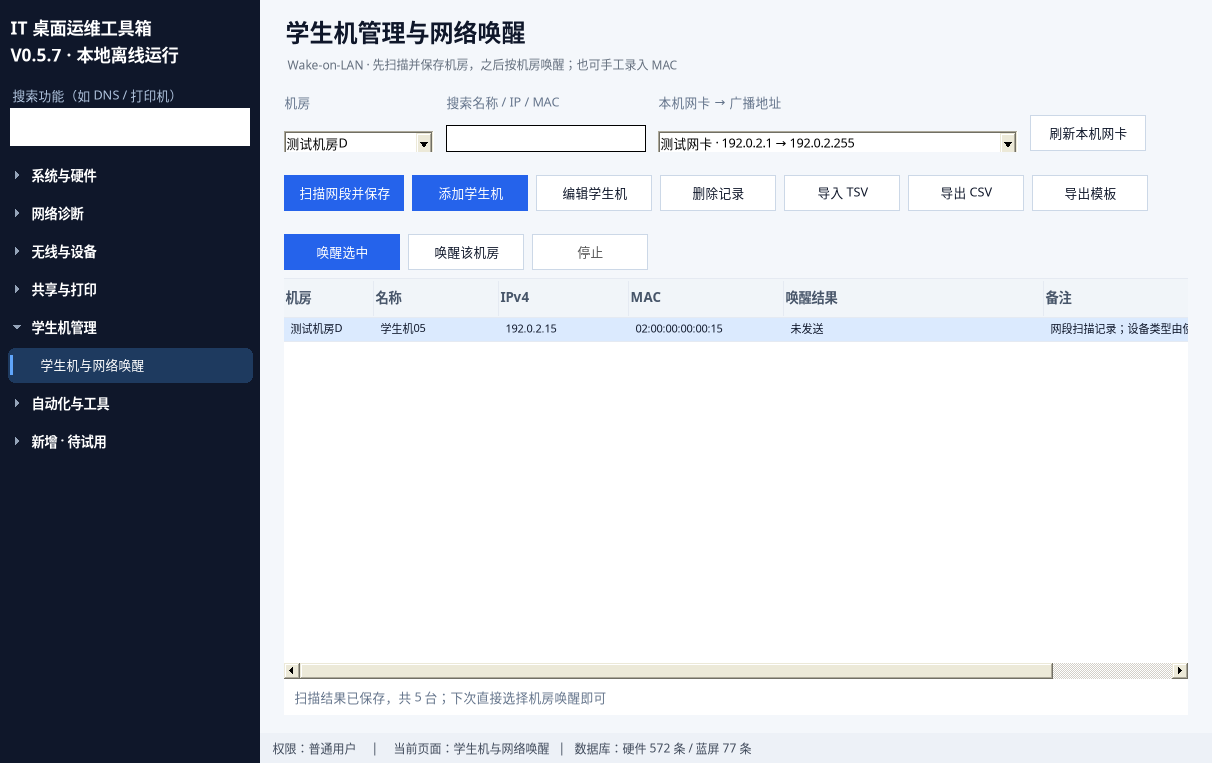 IT 桌面运维工具箱
V0.5.7 · 本地离线运行
搜索功能（如 DNS / 打印机）
系统与硬件
网络诊断
无线与设备
共享与打印
学生机管理
学生机与网络唤醒
自动化与工具
新增 · 待试用
学生机管理与网络唤醒
Wake-on-LAN · 先扫描并保存机房，之后按机房唤醒；也可手工录入 MAC
机房 搜索名称 / IP / MAC 本机网卡 → 广播地址
测试机房D 测试网卡 · 192.0.2.1 → 192.0.2.255 刷新本机网卡
扫描网段并保存 添加学生机 编辑学生机 删除记录 导入 TSV 导出 CSV 导出模板
唤醒选中 唤醒该机房 停止
机房 名称 IPv4 MAC 唤醒结果 备注
测试机房D 学生机05 192.0.2.15 02:00:00:00:00:15 未发送 网段扫描记录；设备类型由
扫描结果已保存，共 5 台；下次直接选择机房唤醒即可
权限：普通用户 | 当前页面：学生机与网络唤醒 | 数据库：硬件 572 条 / 蓝屏 77 条